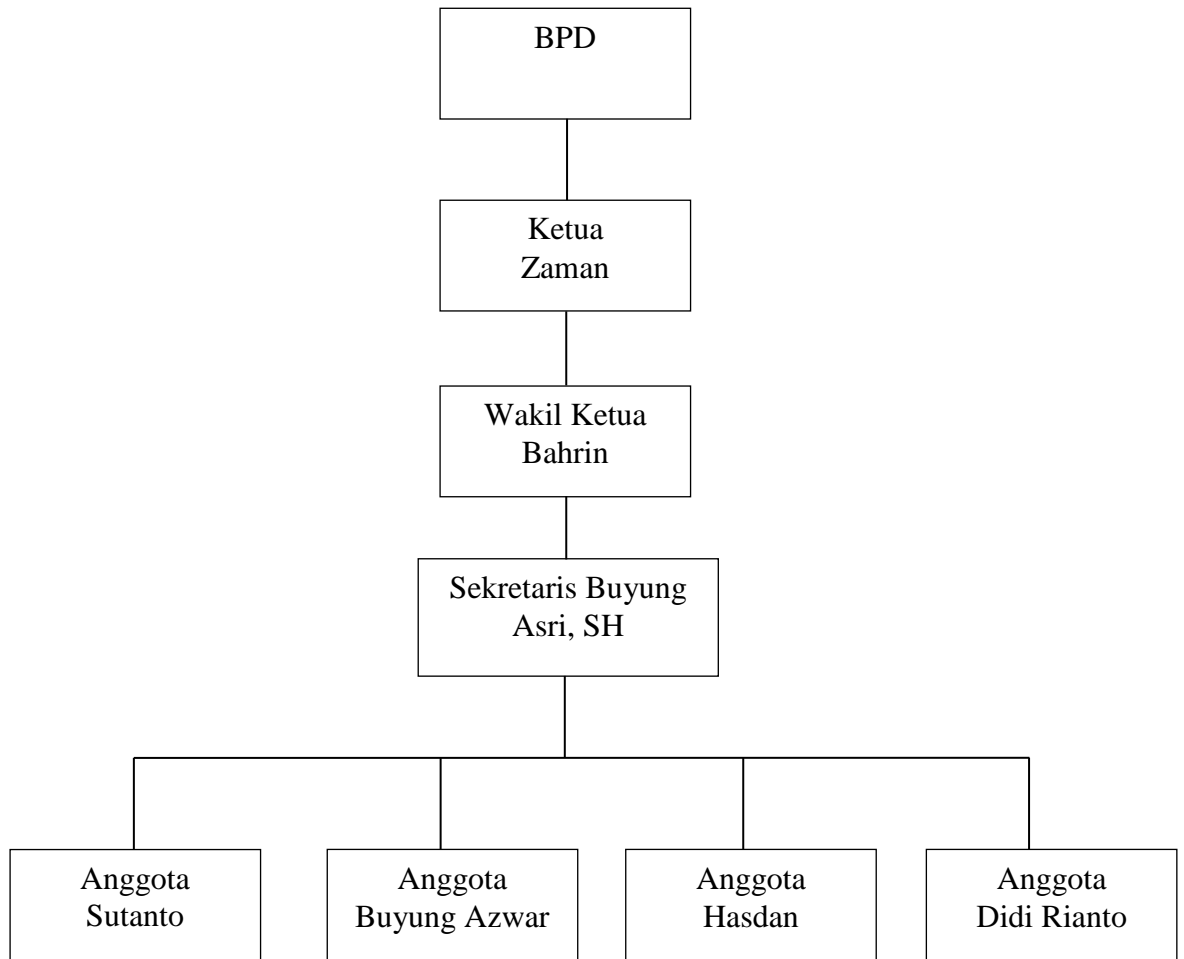 BPD
Ketua
Zaman
Wakil Ketua
Bahrin
Sekretaris Buyung
Asri, SH
Anggota
Sutanto
Anggota
Buyung Azwar
Anggota
Hasdan
Anggota
Didi Rianto